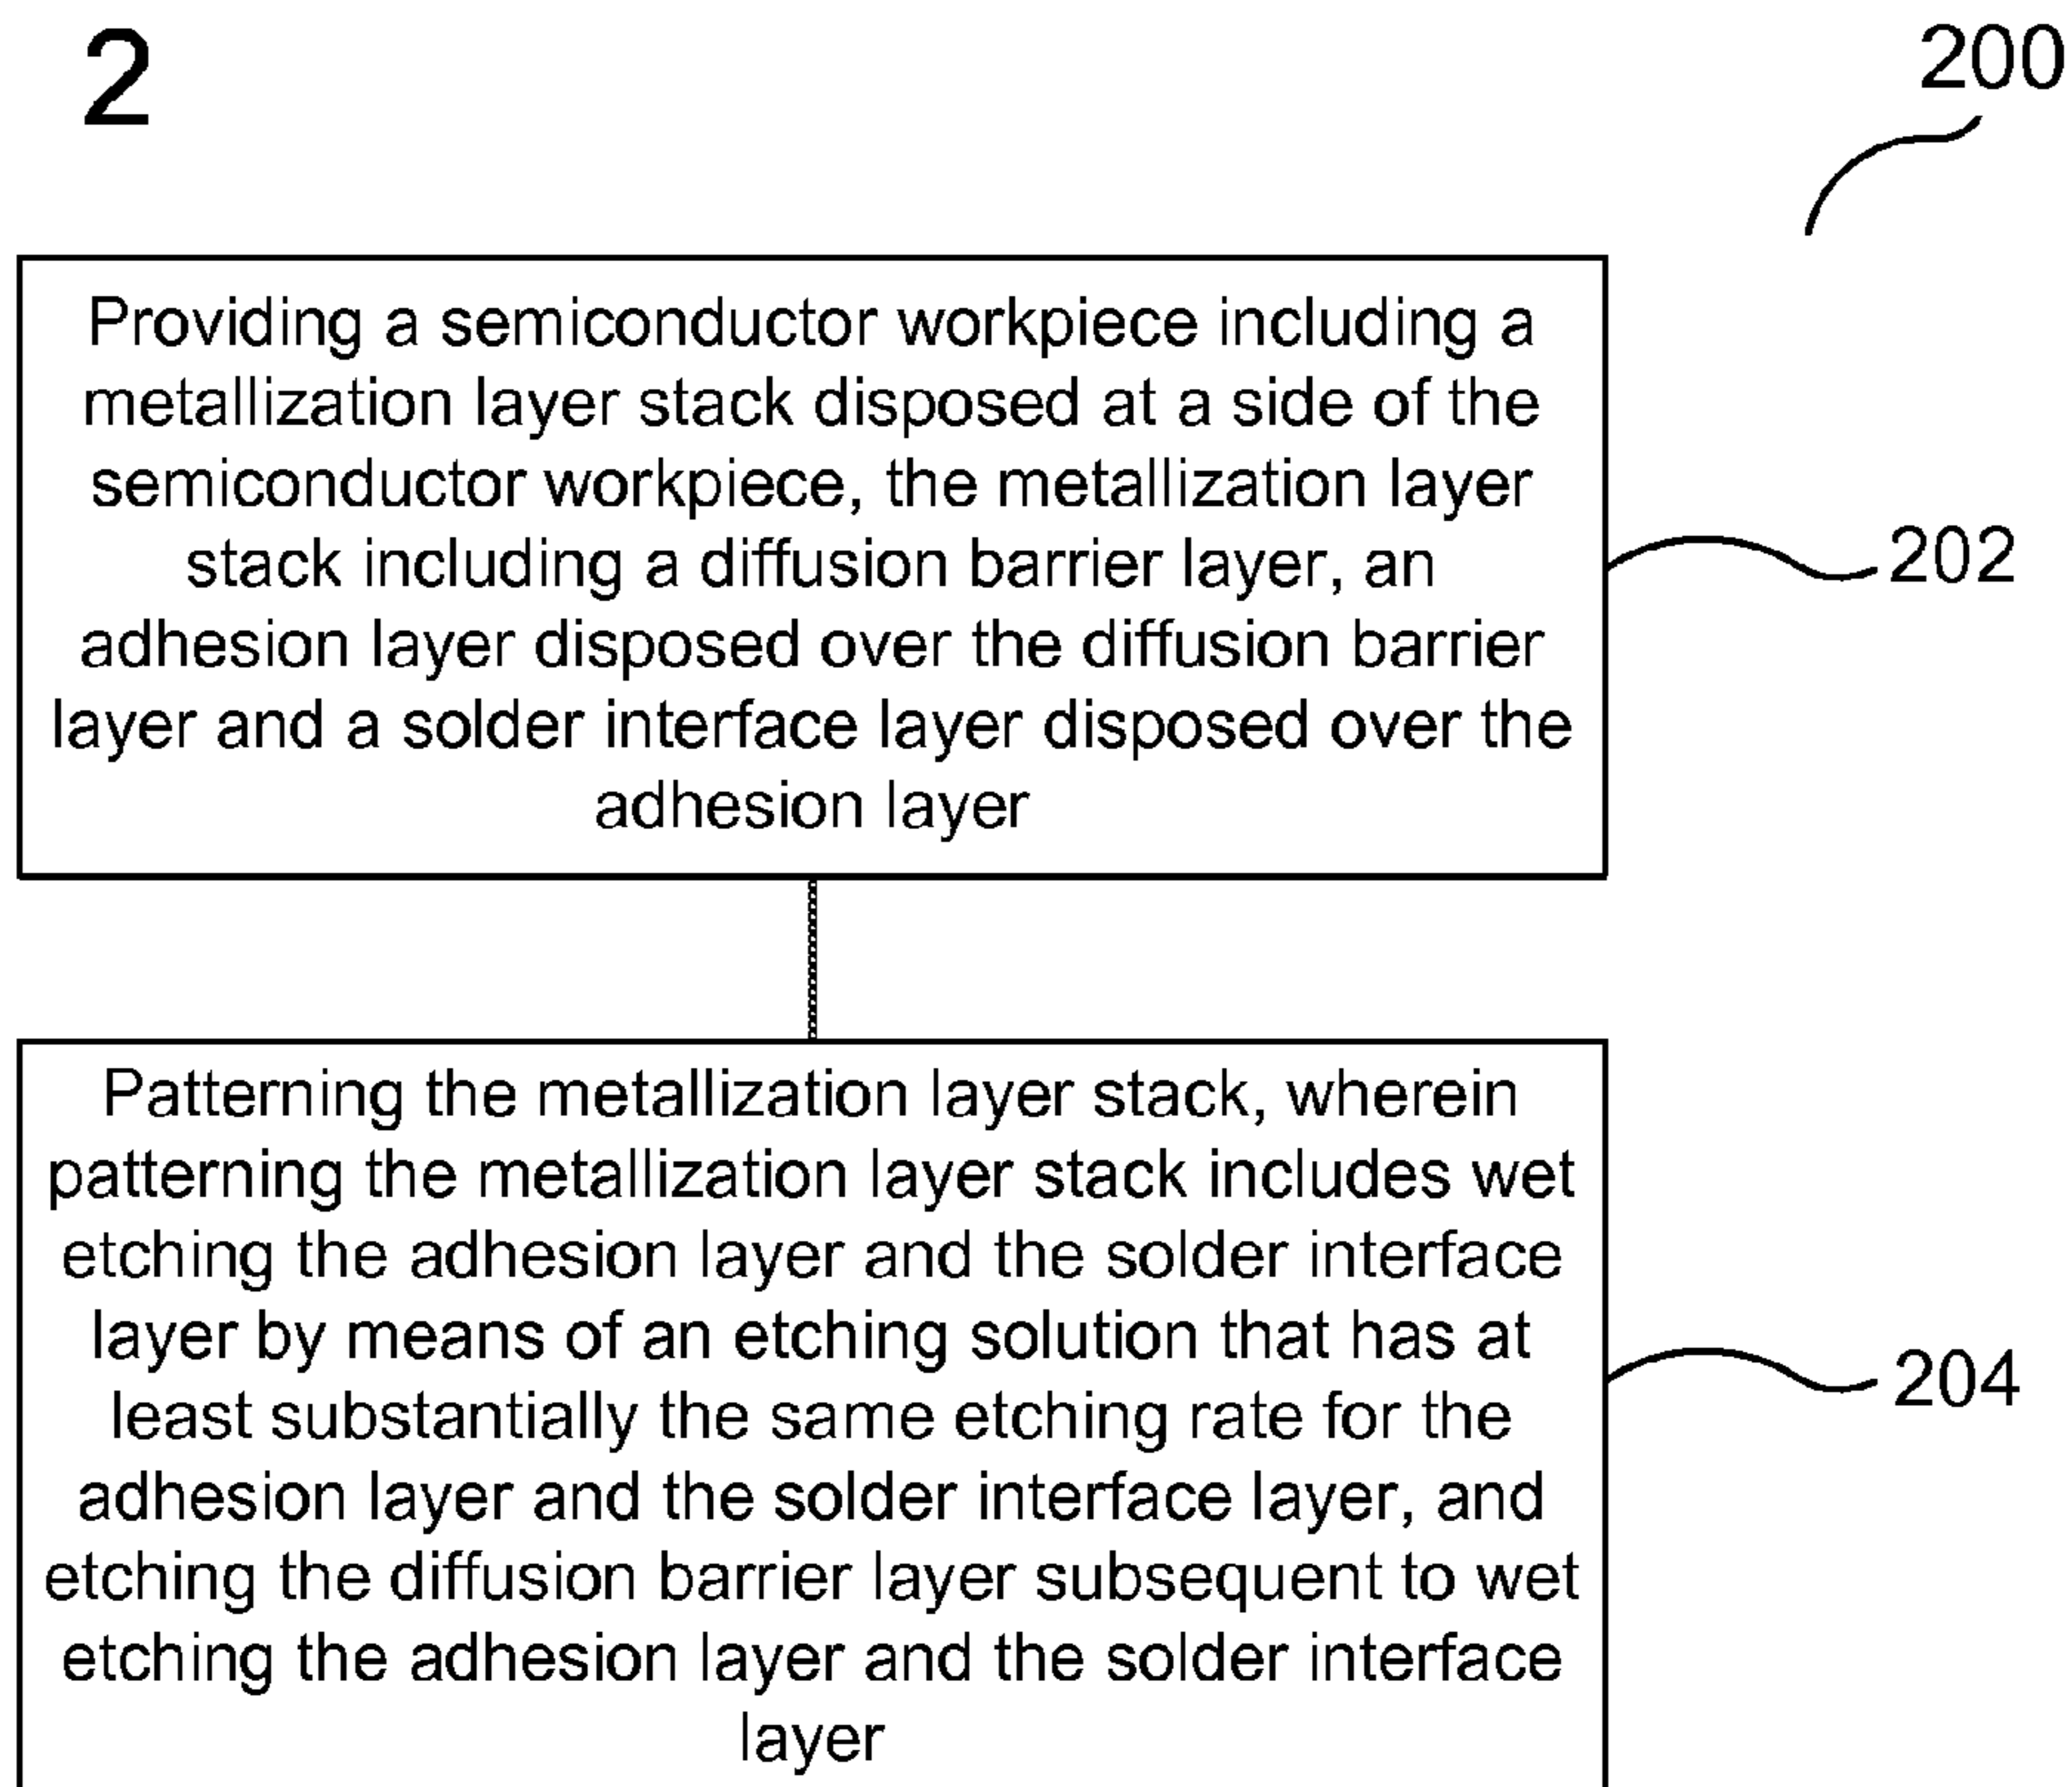 2
200
Providing a semiconductor workpiece including a
metallization layer stack disposed at a side of the
semiconductor workpiece, the metallization layer
stack including a diffusion barrier layer, an
adhesion layer disposed over the diffusion barrier
layer and a solder interface layer disposed over the
adhesion layer
202
Patterning the metallization layer stack, wherein
patterning the metallization layer stack includes wet
etching the adhesion layer and the solder interface
layer by means of an etching solution that has at
least substantially the same etching rate for the
adhesion layer and the solder interface layer, and
etching the diffusion barrier layer subsequent to wet
etching the adhesion layer and the solder interface
layer
204